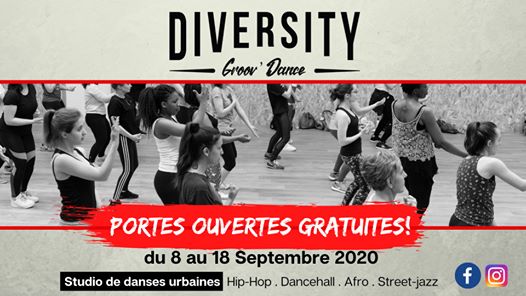 DIVERSITY
Groov' Dance
PORTES OUVERTES GRATUITES!
du 8 au 18 Septembre 2020
Studio de danses urbaines Hip-Hop . Dancehall . Afro . Street-jazz